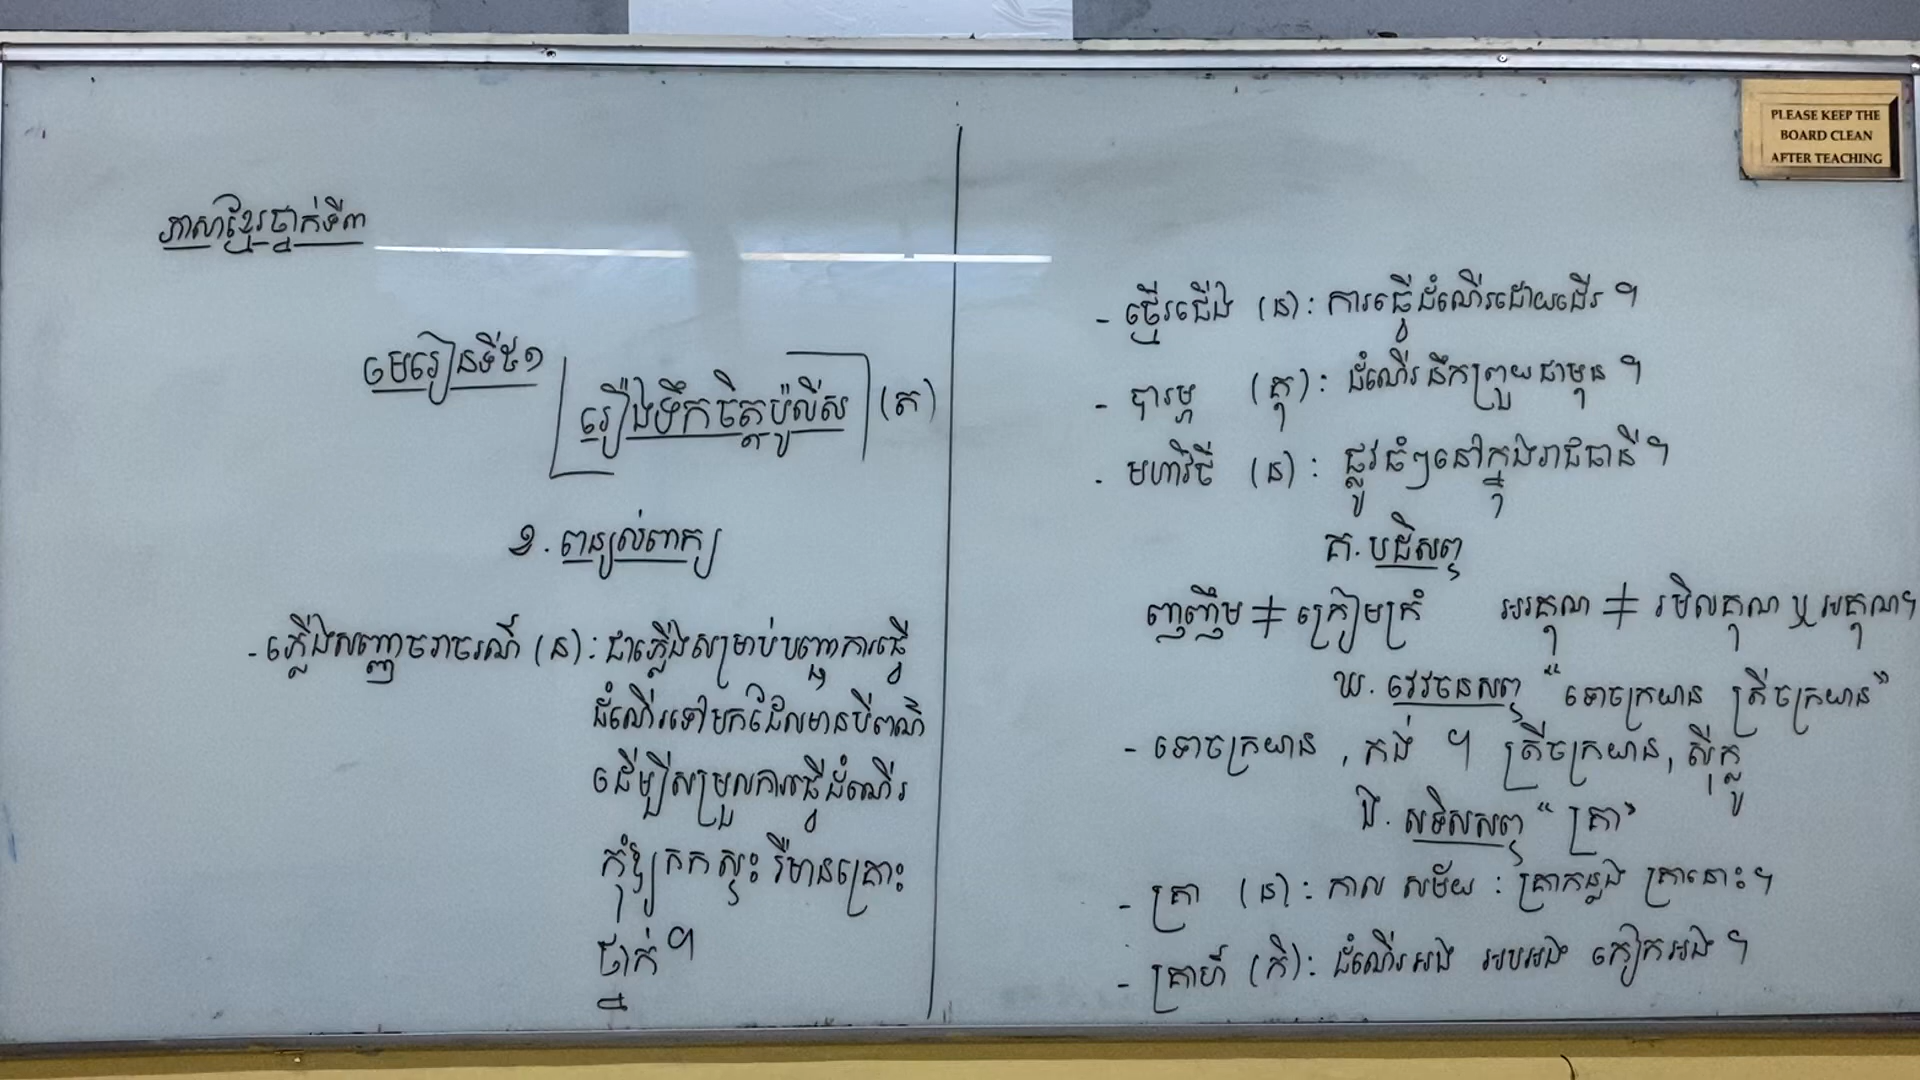 PLEASE KEEP THE
BOARD CLEAN
AFTER TEACHING
ភាសាខ្មែរថ្នាក់ទី៣
មេរៀនទី៥១
រឿងទឹកចិត្តប៉ូលីស (ត)
ខ. ពន្យល់ពាក្យ
- ភ្លើងសញ្ញាចរាចរណ៍ (ន) : ជាភ្លើងសម្រាប់បញ្ជាការធ្វើ
ដំណើរទៅមកដែលមានបីពណ៌
ដើម្បីសម្រួលការធ្វើដំណើរ
កុំឱ្យកកស្ទះ រឺមានគ្រោះ
ថ្នាក់ ។
- ថ្មើរជើង (ន) : ការធ្វើដំណើរដោយដើរ ។
- បារម្ភ (គុ) : ដំណើរនឹកព្រួយជាមុន ។
- មហាវិថី (ន) : ផ្លូវធំៗនៅក្នុងរាជធានី ។
គ. បដិសព្ទ
ញញឹម ≠ ក្រៀមក្រំ អរគុណ ≠ រមិលគុណ ឬ អគុណ។
ឃ. វេវចនសព្ទ “ទោចក្រយាន ត្រីចក្រយាន”
- ទោចក្រយាន , កង់ ។ ត្រីចក្រយាន, ស៊ីក្លូ
ង. សទិសសព្ទ “គ្រា”
- គ្រា (ន) : កាល សម័យ : គ្រាកន្លង គ្រានោះ។
- គ្រាហ៍ (កិ) : ដំណើរអង អបអង កៀកអង ។